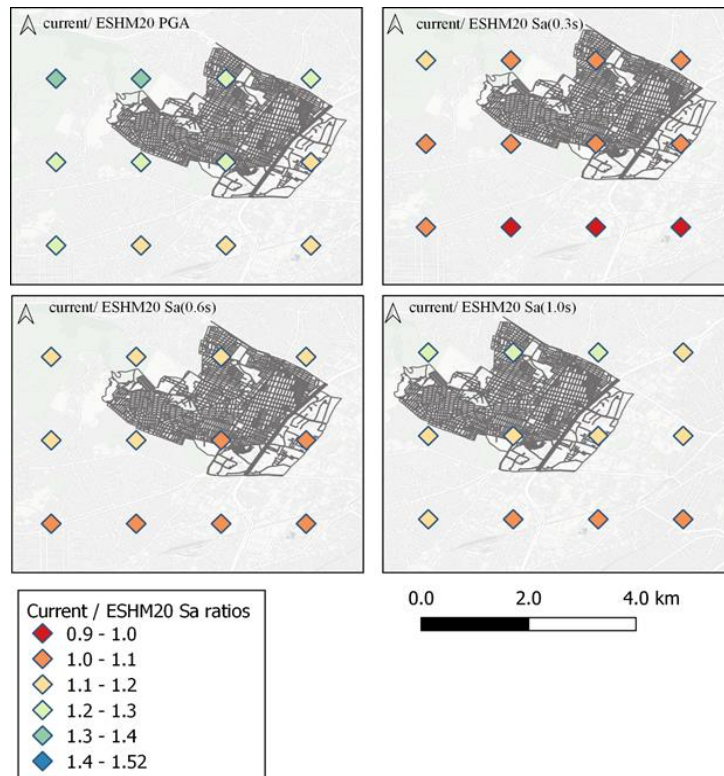 current/ ESHM20 PGA
current/ ESHM20 Sa(0.3s)
current/ ESHM20 Sa(0.6s)
current/ ESHM20 Sa(1.0s)
Current / ESHM20 Sa ratios
0.9 - 1.0
1.0 - 1.1
1.1 - 1.2
1.2 - 1.3
1.3 - 1.4
1.4 - 1.52
0.0 2.0 4.0 km